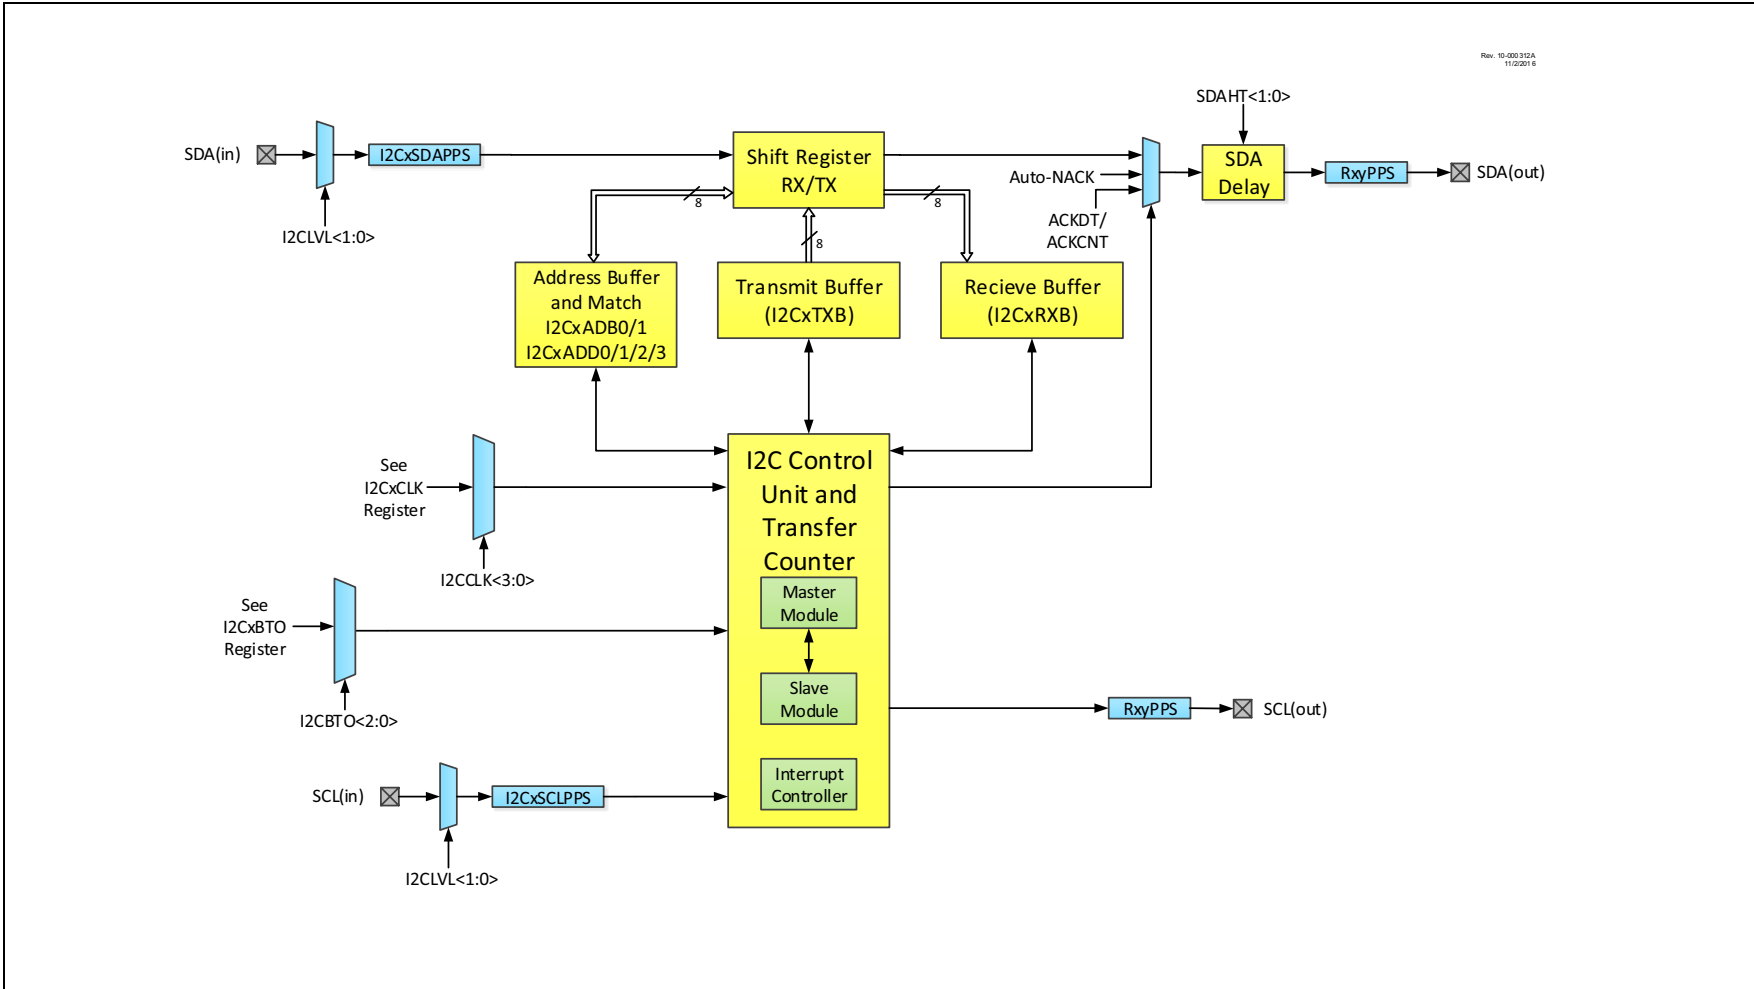 Rev. 10-000312A
11/2/2016
SDAHT<1:0>
SDA(in)
I2CxSDAPPS
I2CLVL<1:0>
Shift Register
RX/TX
8
8
8
Auto-NACK
ACKDT/
ACKCNT
SDA
Delay
RxyPPS
SDA(out)
Address Buffer
and Match
I2CxADB0/1
I2CxADD0/1/2/3
Transmit Buffer
(I2CxTXB)
Recieve Buffer
(I2CxRXB)
See
I2CxCLK
Register
I2CCLK<3:0>
I2C Control
Unit and
Transfer
Counter
Master
Module
Slave
Module
Interrupt
Controller
See
I2CxBTO
Register
I2CBTO<2:0>
RxyPPS
SCL(out)
SCL(in)
I2CxSCLPPS
I2CLVL<1:0>